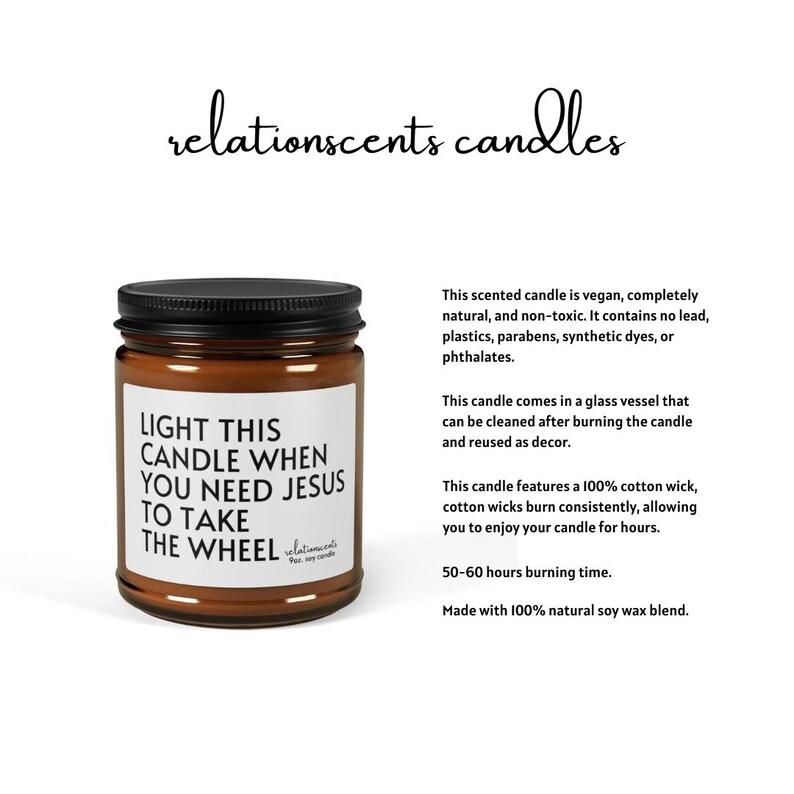 relationscents candles
LIGHT THIS
CANDLE WHEN
YOU NEED JESUS
TO TAKE
THE WHEEL
relationscents
9oz. soy candle
This scented candle is vegan, completely
natural, and non-toxic. It contains no lead,
plastics, parabens, synthetic dyes, or
phthalates.
This candle comes in a glass vessel that
can be cleaned after burning the candle
and reused as decor.
This candle features a 100% cotton wick,
cotton wicks burn consistently, allowing
you to enjoy your candle for hours.
50-60 hours burning time.
Made with 100% natural soy wax blend.